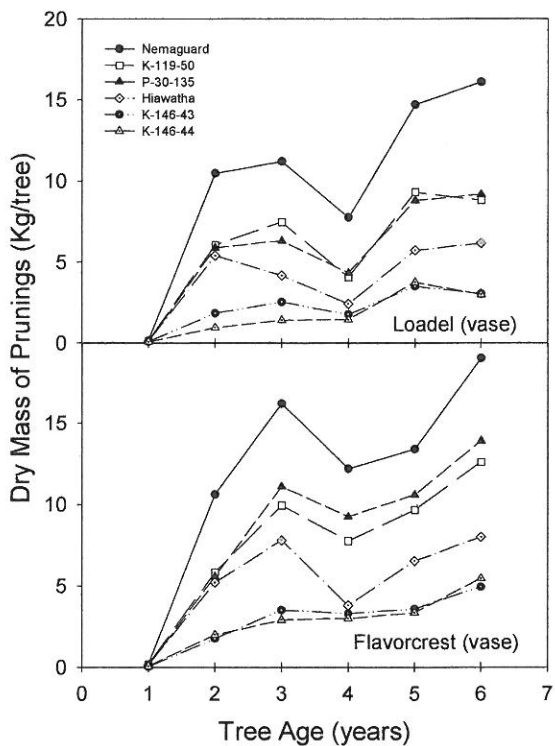 20
15
10
5
0
Nemaguard
K-119-50
P-30-135
Hiawatha
K-146-43
K-146-44
Loadel (vase)
Dry Mass of Prunings (Kg/tree)
15
10
5
0
Flavorcrest (vase)
0 1 2 3 4 5 6 7
Tree Age (years)